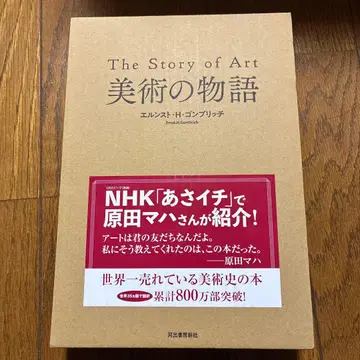 The Story of Art
美術の物語
エルンスト・H・ゴンブリッチ
NHK「あさイチ」で
原田マハさんが紹介!
アートは君の友だちなんだよ。
私にそう教えてくれたのは、この本だった。
――原田マハ
世界一売れている美術史の本
累計800万部突破!
河出書房新社